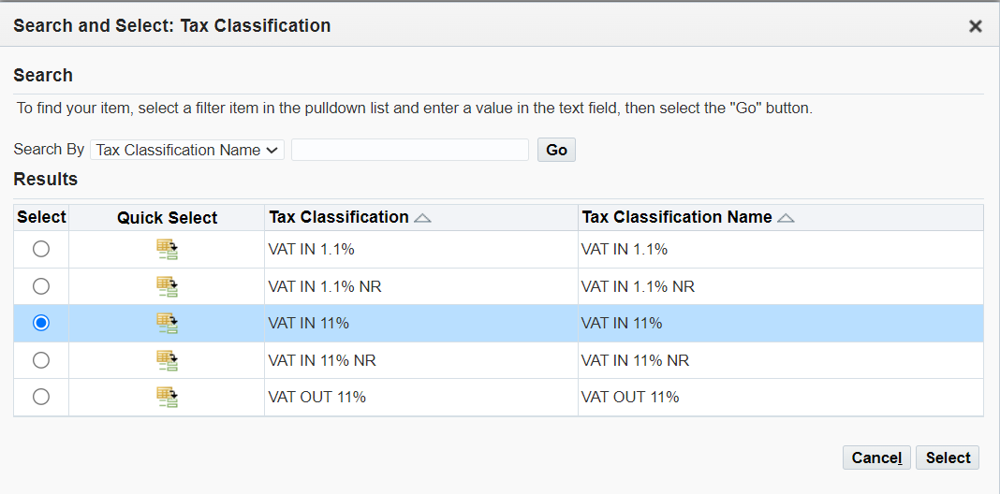 Search and Select: Tax Classification
Search
To find your item, select a filter item in the pulldown list and enter a value in the text field, then select the "Go" button.
Search By Tax Classification Name Go
Results
Select Quick Select Tax Classification Tax Classification Name
VAT IN 1.1% VAT IN 1.1%
VAT IN 1.1% NR VAT IN 1.1% NR
VAT IN 11% VAT IN 11%
VAT IN 11% NR VAT IN 11% NR
VAT OUT 11% VAT OUT 11%
Cancel Select